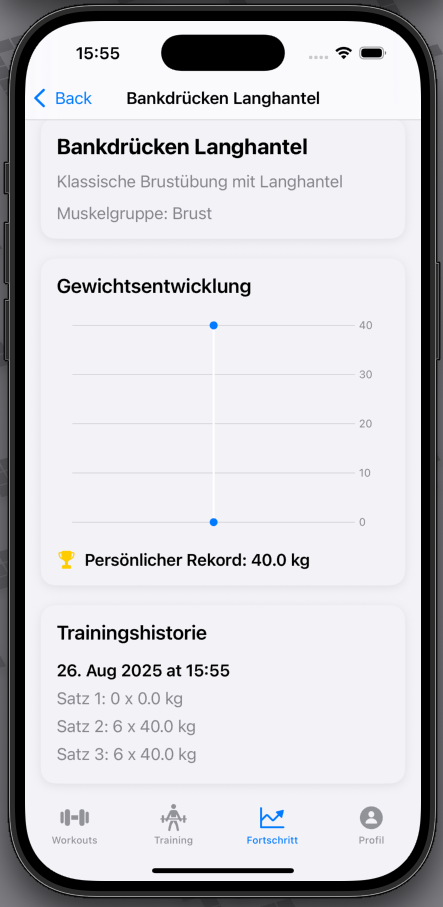 15:55
Back
Bankdrücken Langhantel
Bankdrücken Langhantel
Klassische Brustübung mit Langhantel
Muskelgruppe: Brust
Gewichtsentwicklung
40
30
20
10
0
Persönlicher Rekord: 40.0 kg
Trainingshistorie
26. Aug 2025 at 15:55
Satz 1: 0 x 0.0 kg
Satz 2: 6 x 40.0 kg
Satz 3: 6 x 40.0 kg
Workouts
Training
Fortschritt
Profil